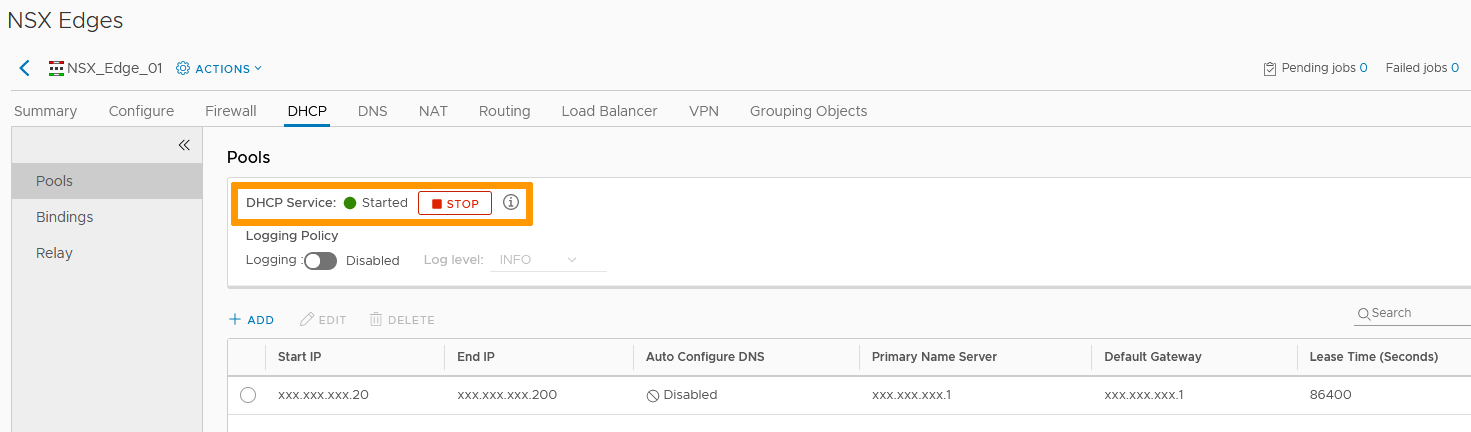 NSX Edges
NSX_Edge_01 ACTIONS Pending jobs 0 Failed jobs 0
Summary Configure Firewall DHCP DNS NAT Routing Load Balancer VPN Grouping Objects
Pools
Pools
Bindings
Relay
DHCP Service: Started STOP
Logging Policy
Logging : Disabled Log level: INFO
ADD EDIT DELETE Search
Start IP End IP Auto Configure DNS Primary Name Server Default Gateway Lease Time (Seconds)
xxx.xxx.xxx.20 xxx.xxx.xxx.200 Disabled xxx.xxx.xxx.1 xxx.xxx.xxx.1 86400